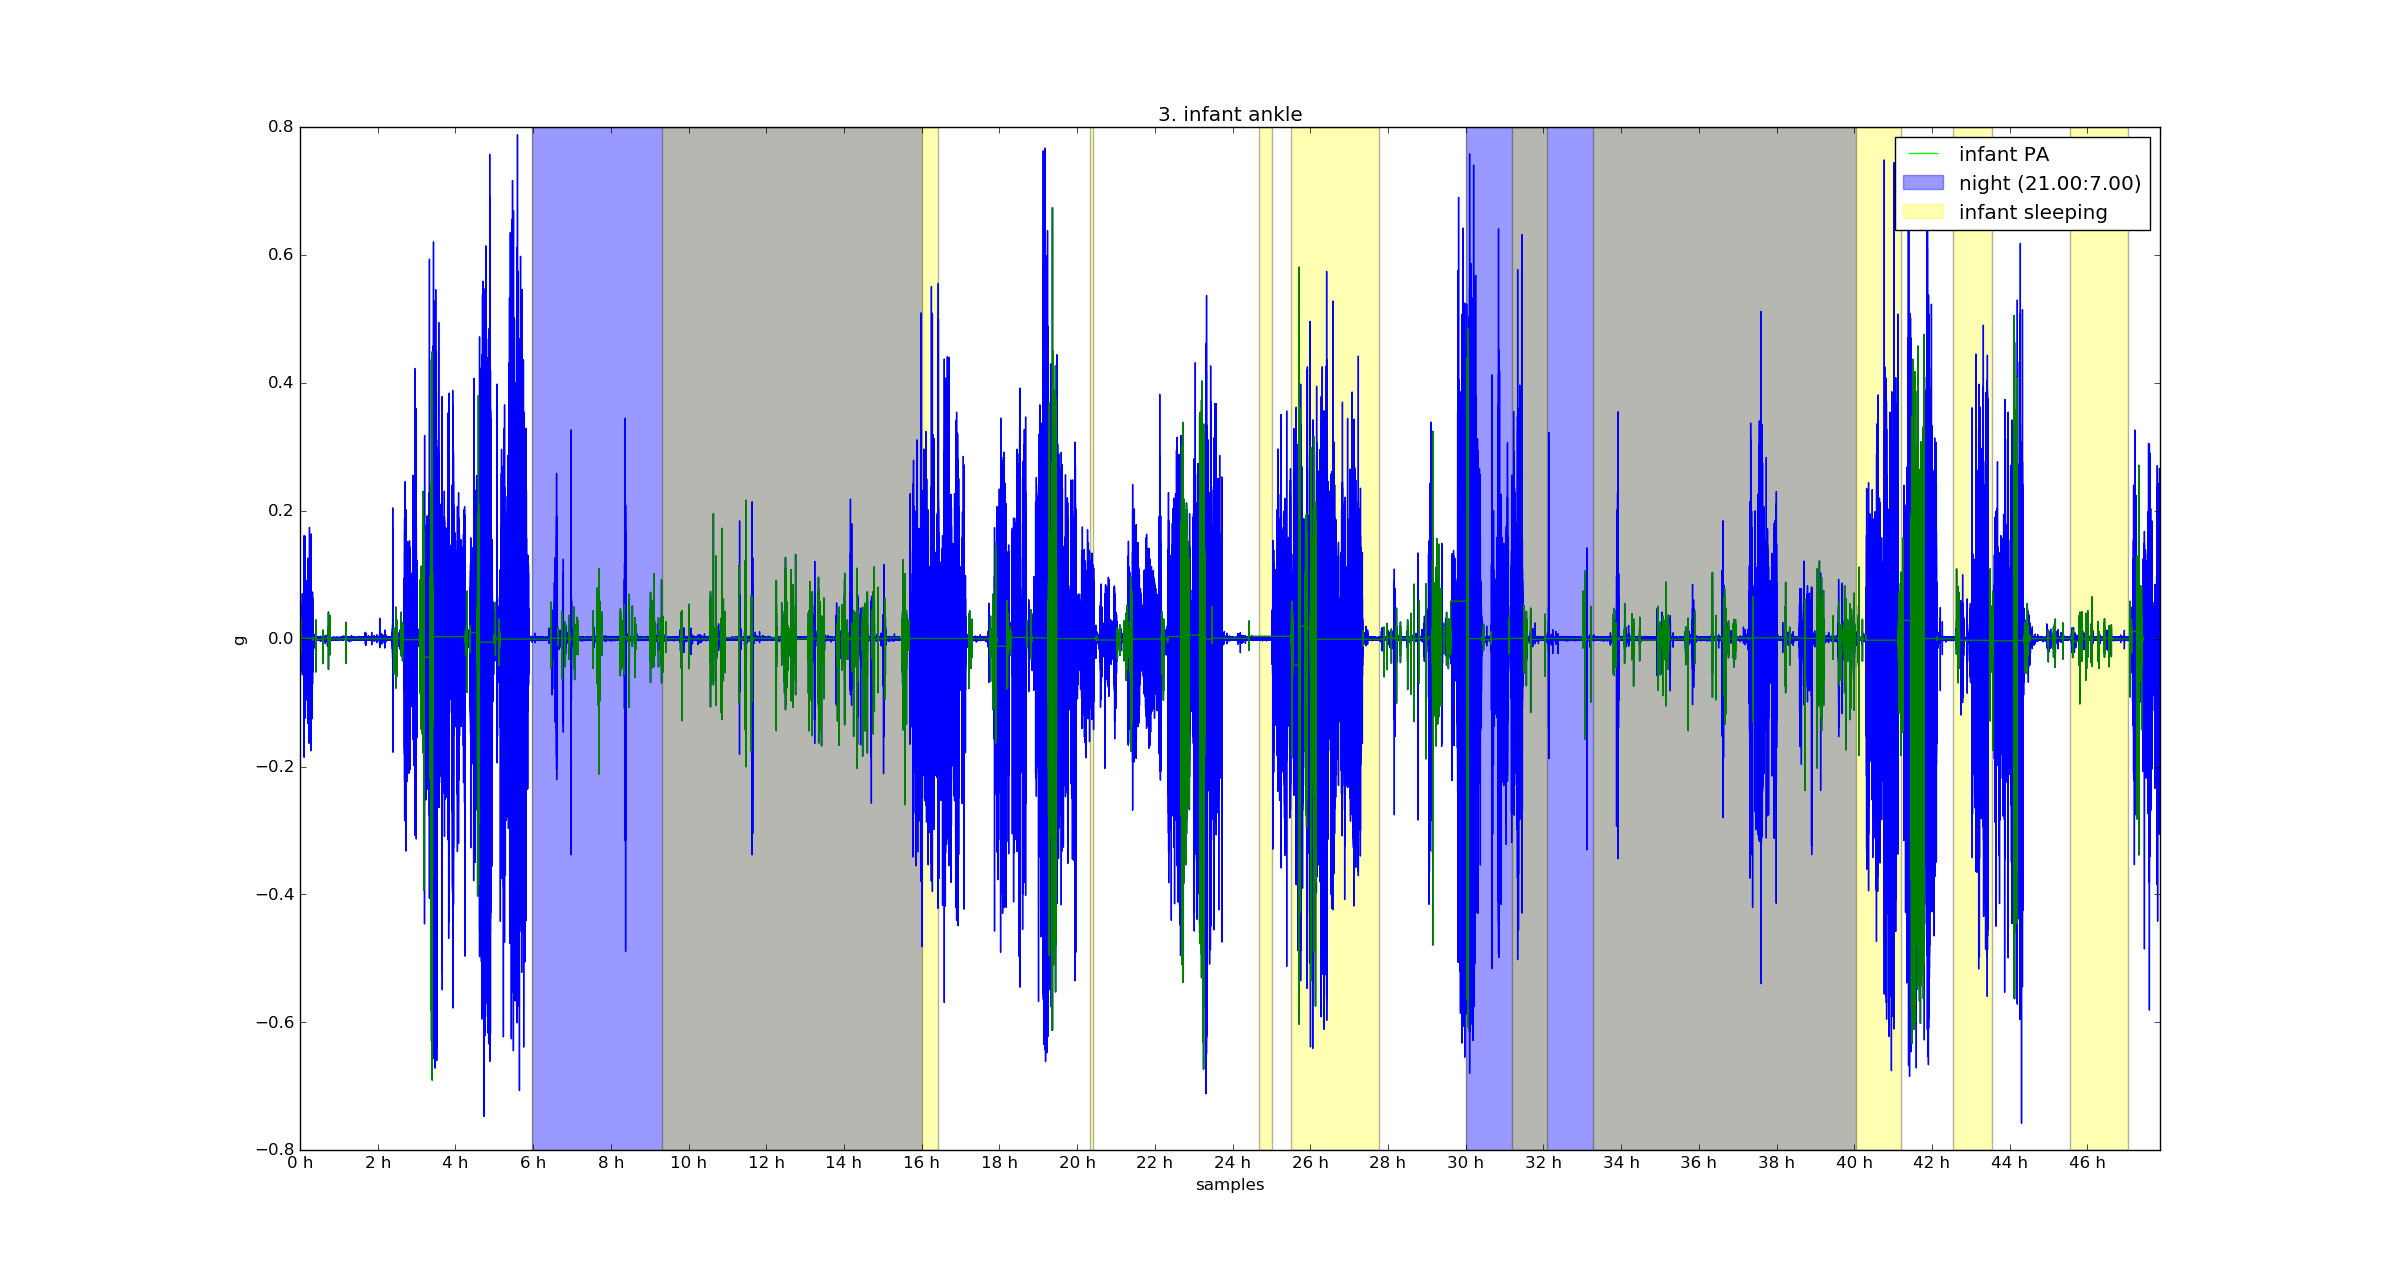 3. infant ankle
infant PA
night (21.00:7.00)
infant sleeping
0.8
0.6
0.4
0.2
0.0
−0.2
−0.4
−0.6
−0.8
g
0 h 2 h 4 h 6 h 8 h 10 h 12 h 14 h 16 h 18 h 20 h 22 h 24 h 26 h 28 h 30 h 32 h 34 h 36 h 38 h 40 h 42 h 44 h 46 h
samples